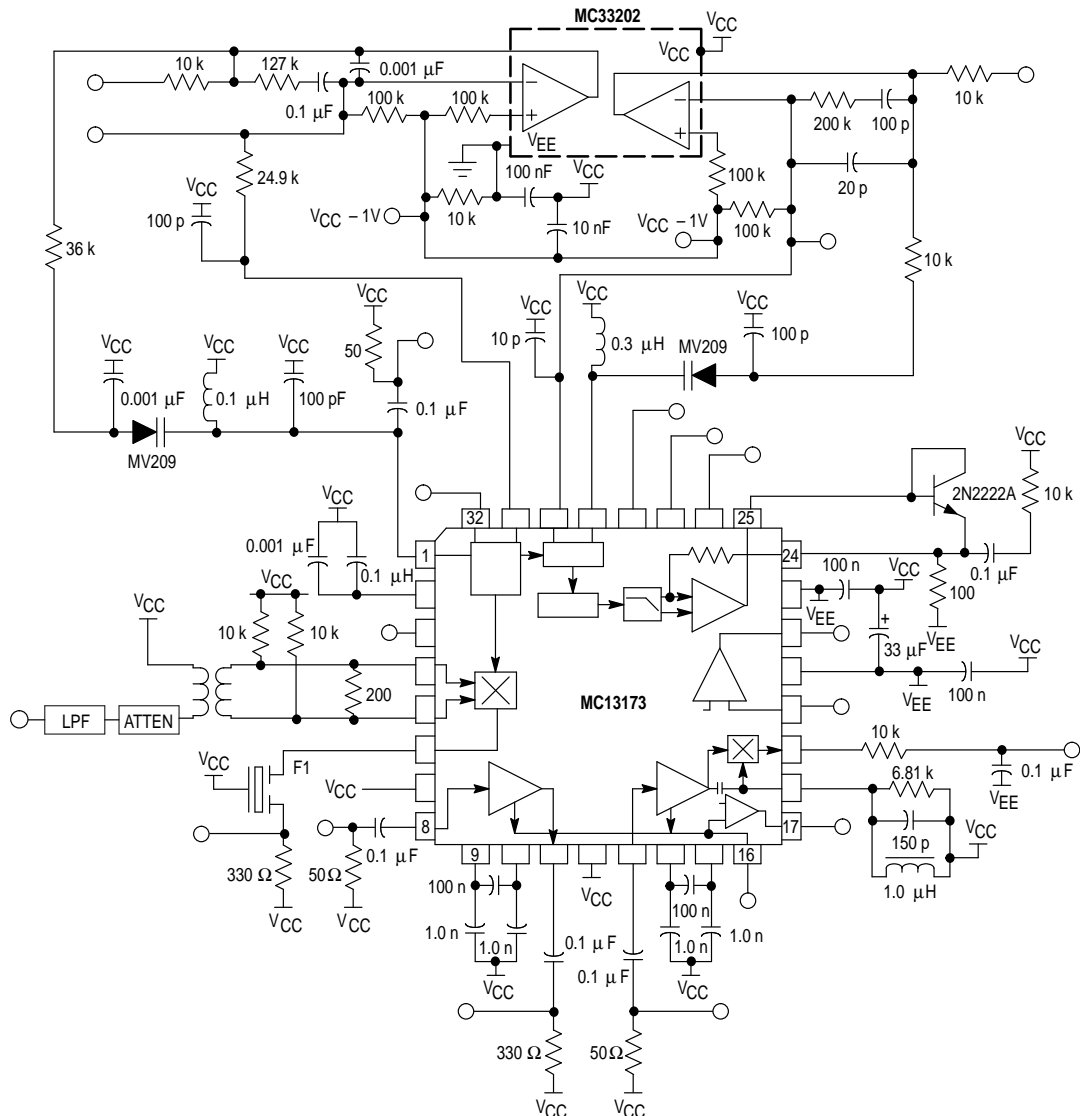 MC33202
VCC
VCC
10 k
127 k
0.001 µF
0.1 µF
100 k
100 k
VEE
10 k
200 k
100 p
20 p
24.9 k
100 k
100 k
VCC
100 p
VCC – 1V
10 k
100 nF
VCC
10 nF
VCC – 1V
36 k
10 k
VCC
50
0.1 µF
VCC
10 p
VCC
0.3 µH
MV209
VCC
100 p
VCC
0.001 µF
VCC
0.1 µH
VCC
100 pF
MV209
2N2222A
VCC
10 k
0.1 µF
VCC
0.001 µF
0.1 µH
32
25
1
24
100 n
VCC
VEE
33 µF
+
100
VEE
VCC
VCC
10 k
10 k
200
LPF
ATTEN
MC13173
VEE
100 n
VCC
VCC
F1
VCC
10 k
0.1 µF
VEE
6.81 k
150 p
1.0 µH
VCC
8
17
0.1 µF
330 Ω
50Ω
VCC
VCC
9
16
100 n
1.0 n
1.0 n
VCC
VCC
100 n
1.0 n
1.0 n
VCC
0.1 µF
0.1 µF
330 Ω
50Ω
VCC
VCC